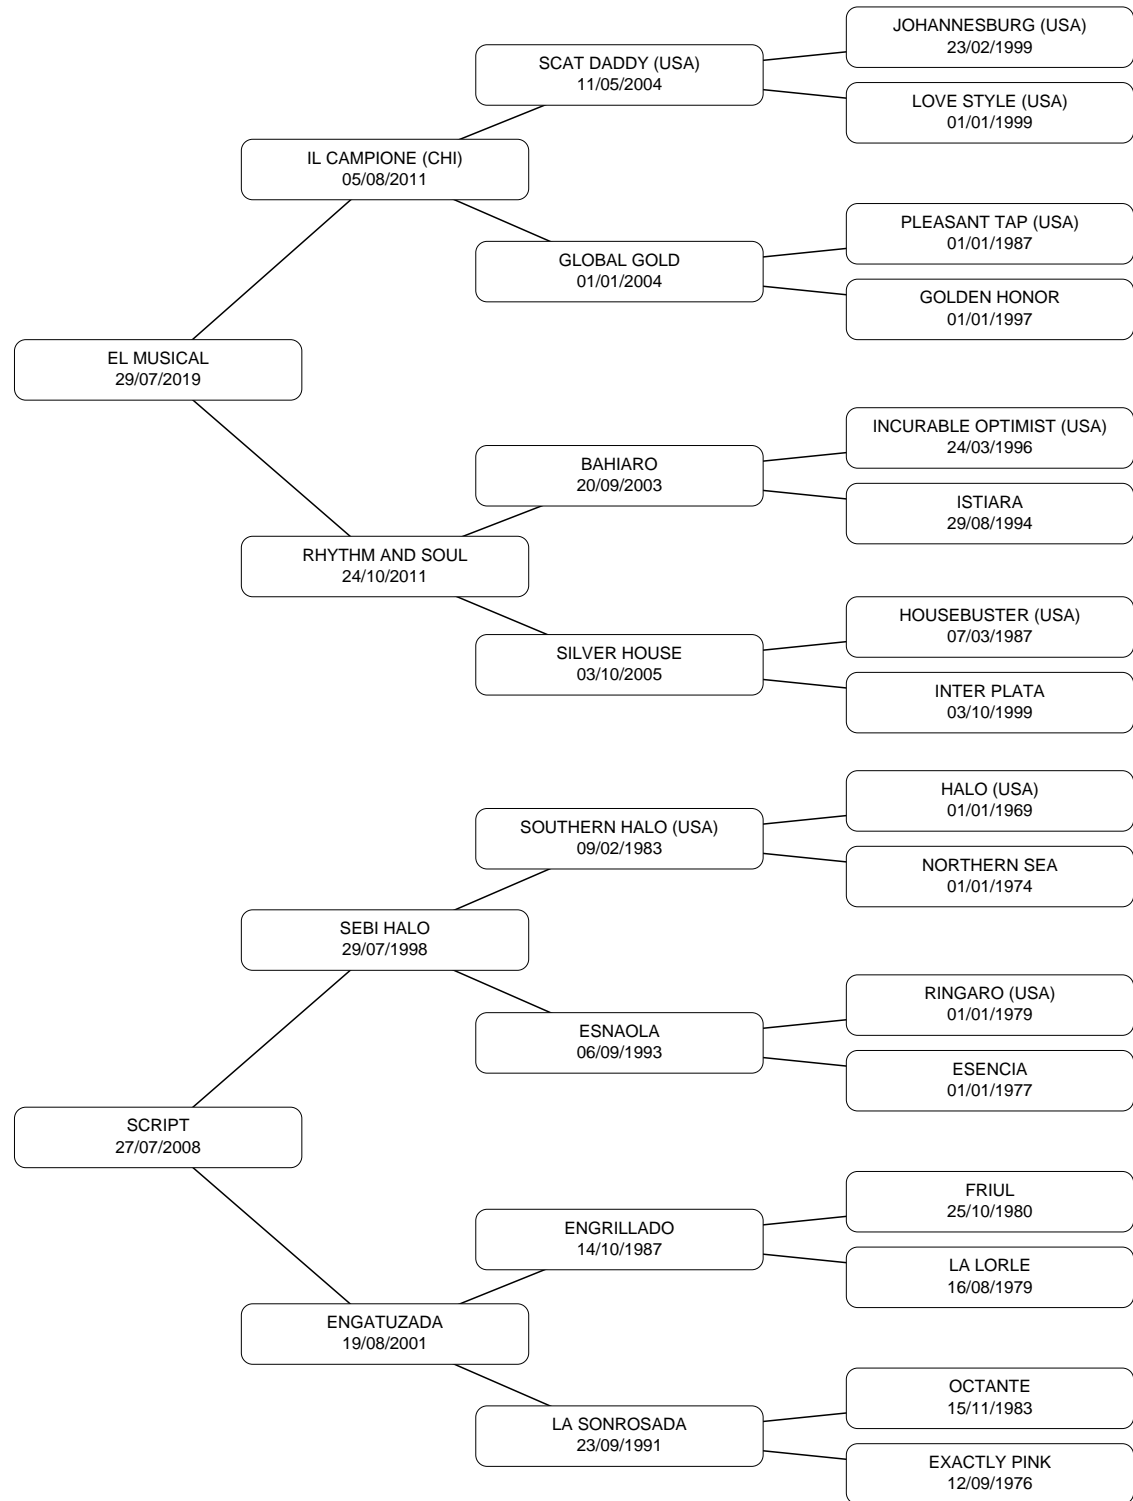 JOHANNESBURG (USA)
23/02/1999
SCAT DADDY (USA)
11/05/2004
LOVE STYLE (USA)
01/01/1999
IL CAMPIONE (CHI)
05/08/2011
PLEASANT TAP (USA)
01/01/1987
GLOBAL GOLD
01/01/2004
GOLDEN HONOR
01/01/1997
EL MUSICAL
29/07/2019
INCURABLE OPTIMIST (USA)
24/03/1996
BAHIARO
20/09/2003
ISTIARA
29/08/1994
RHYTHM AND SOUL
24/10/2011
HOUSEBUSTER (USA)
07/03/1987
SILVER HOUSE
03/10/2005
INTER PLATA
03/10/1999
HALO (USA)
01/01/1969
SOUTHERN HALO (USA)
09/02/1983
NORTHERN SEA
01/01/1974
SEBI HALO
29/07/1998
RINGARO (USA)
01/01/1979
ESNAOLA
06/09/1993
ESENCIA
01/01/1977
SCRIPT
27/07/2008
FRIUL
25/10/1980
ENGRILLADO
14/10/1987
LA LORLE
16/08/1979
ENGATUZADA
19/08/2001
OCTANTE
15/11/1983
LA SONROSADA
23/09/1991
EXACTLY PINK
12/09/1976